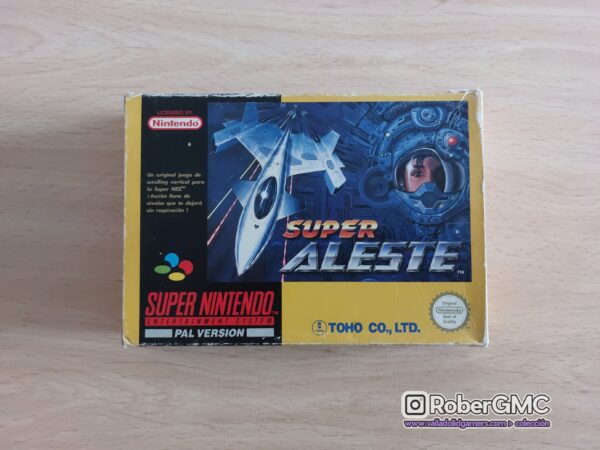 LICENSED BY
Nintendo
Un original juego de
scrolling vertical para
la Super NES!™
¡Acción llena de
niveles que te dejará
sin respiración !
SUPER
ALESTE™
SUPER NINTENDO™
ENTERTAINMENT SYSTEM
PAL VERSION
TOHO CO., LTD.
Original
Nintendo
Seal of
Quality
RoberGMC
www.valladolidgamers.com > colección